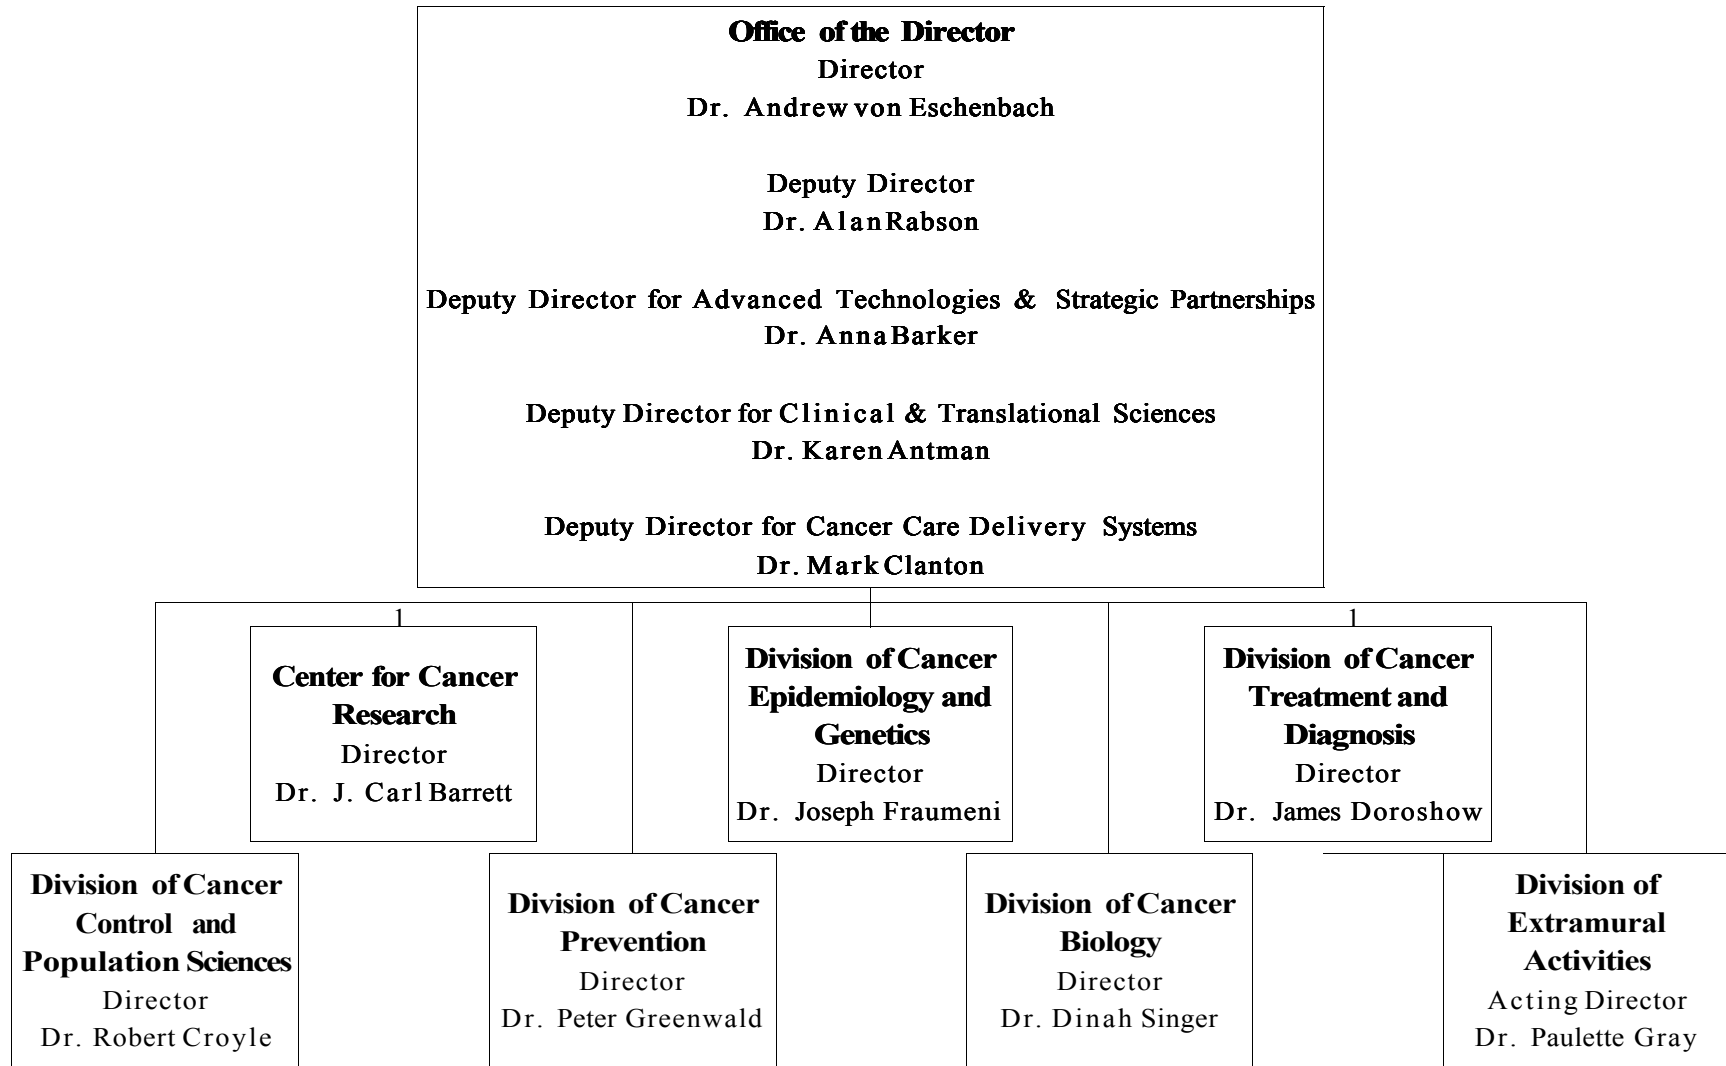 Office of the Director
Director
Dr. Andrew von Eschenbach
Deputy Director
Dr. Alan Rabson
Deputy Director for Advanced Technologies & Strategic Partnerships
Dr. Anna Barker
Deputy Director for Clinical & Translational Sciences
Dr. Karen Antman
Deputy Director for Cancer Care Delivery Systems
Dr. Mark Clanton
l
l
Center for Cancer
Research
Director
Dr. J. Carl Barrett
Division of Cancer
Epidemiology and
Genetics
Director
Dr. Joseph Fraumeni
Division of Cancer
Treatment and
Diagnosis
Director
Dr. James Doroshow
Division of Cancer
Control and
Population Sciences
Director
Dr. Robert Croyle
Division of Cancer
Prevention
Director
Dr. Peter Greenwald
Division of Cancer
Biology
Director
Dr. Dinah Singer
Division of
Extramural
Activities
Acting Director
Dr. Paulette Gray